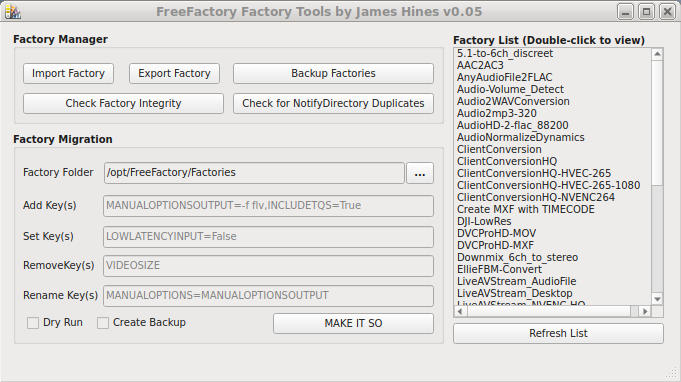 FreeFactory Factory Tools by James Hines v0.05
Factory Manager
Import Factory
Export Factory
Backup Factories
Check Factory Integrity
Check for NotifyDirectory Duplicates
Factory Migration
Factory Folder
/opt/FreeFactory/Factories
...
Add Key(s)
MANUALOPTIONSOUTPUT=-f flv,INCLUDETQS=True
Set Key(s)
LOWLATENCYINPUT=False
RemoveKey(s)
VIDEOSIZE
Rename Key(s)
MANUALOPTIONS=MANUALOPTIONSOUTPUT
Dry Run
Create Backup
MAKE IT SO
Factory List (Double-click to view)
5.1-to-6ch_discreet
AAC2AC3
AnyAudioFile2FLAC
Audio-Volume_Detect
Audio2WAVConversion
Audio2mp3-320
AudioHD-2-flac_88200
AudioNormalizeDynamics
ClientConversion
ClientConversionHQ
ClientConversionHQ-HVEC-265
ClientConversionHQ-HVEC-265-1080
ClientConversionHQ-NVENC264
Create MXF with TIMECODE
DJI-LowRes
DVCProHD-MOV
DVCProHD-MXF
Downmix_6ch_to_stereo
EllieFBM-Convert
LiveAVStream_AudioFile
LiveAVStream_Desktop
LiveAVStream_NVENC-HQ
Refresh List